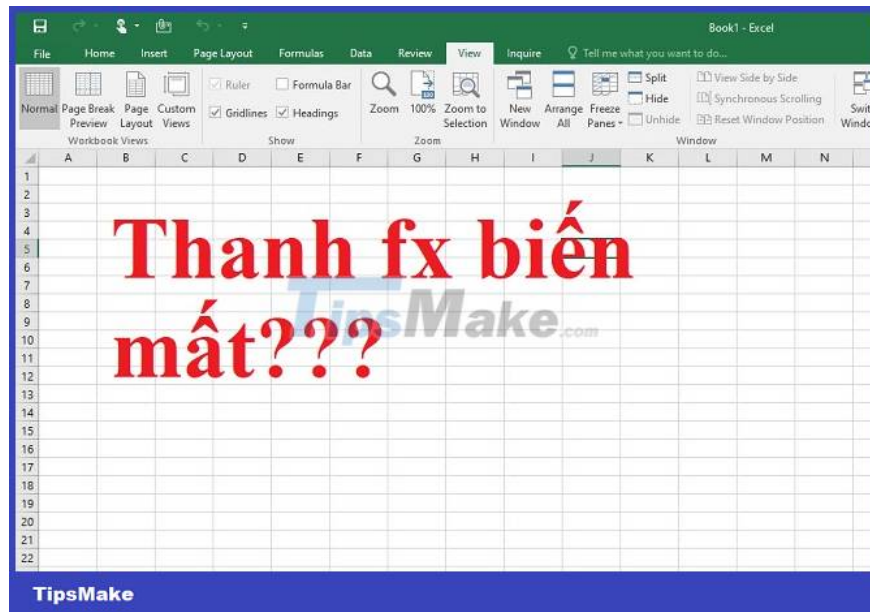 Book1 - Excel
File Home Insert Page Layout Formulas Data Review View Inquire Tell me what you want to do...
Normal Page Break Preview Page Layout Custom Views
Workbook Views
Ruler Formula Bar
Gridlines Headings
Show
Zoom 100% Zoom to Selection
Zoom
New Window Arrange All Freeze Panes
Split
Hide
Unhide
View Side by Side
Synchronous Scrolling
Reset Window Position
Window
A B C D E F G H I J K L M N
1
2
3
4
5
6
7
8
9
10
11
12
13
14
15
16
17
18
19
20
21
22
Thanh fx biến
mất???
TipsMake.com
TipsMake